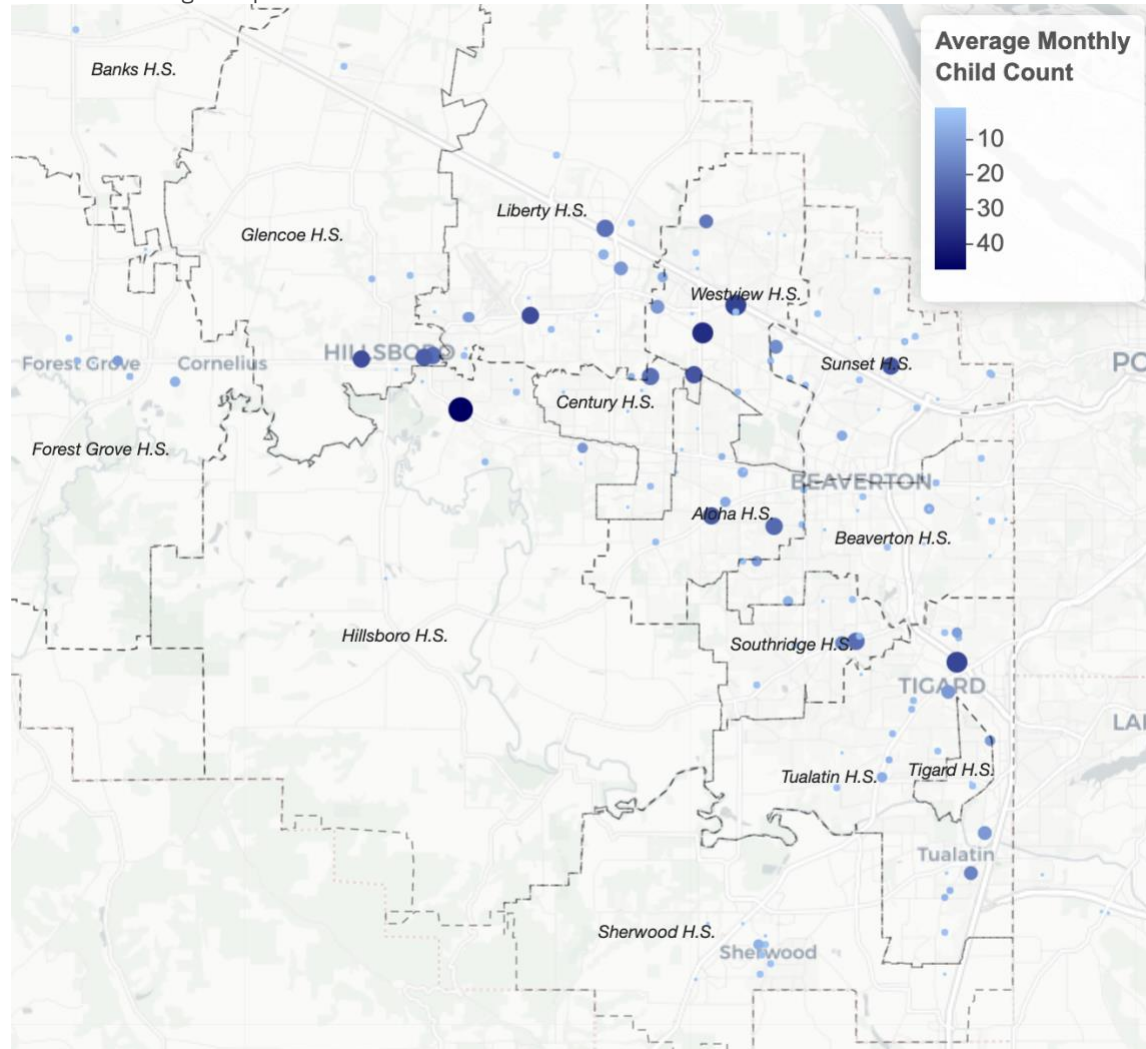 Average Monthly
Child Count
10
20
30
40
Banks H.S.
Liberty H.S.
Glencoe H.S.
Westview H.S.
HILLSBORO
Forest Grove
Cornelius
Sunset H.S.
PO
Century H.S.
Forest Grove H.S.
BEAVERTON
Aloha H.S.
Beaverton H.S.
Hillsboro H.S.
Southridge H.S.
TIGARD
LA
Tualatin H.S.
Tigard H.S.
Tualatin
Sherwood H.S.
Sherwood